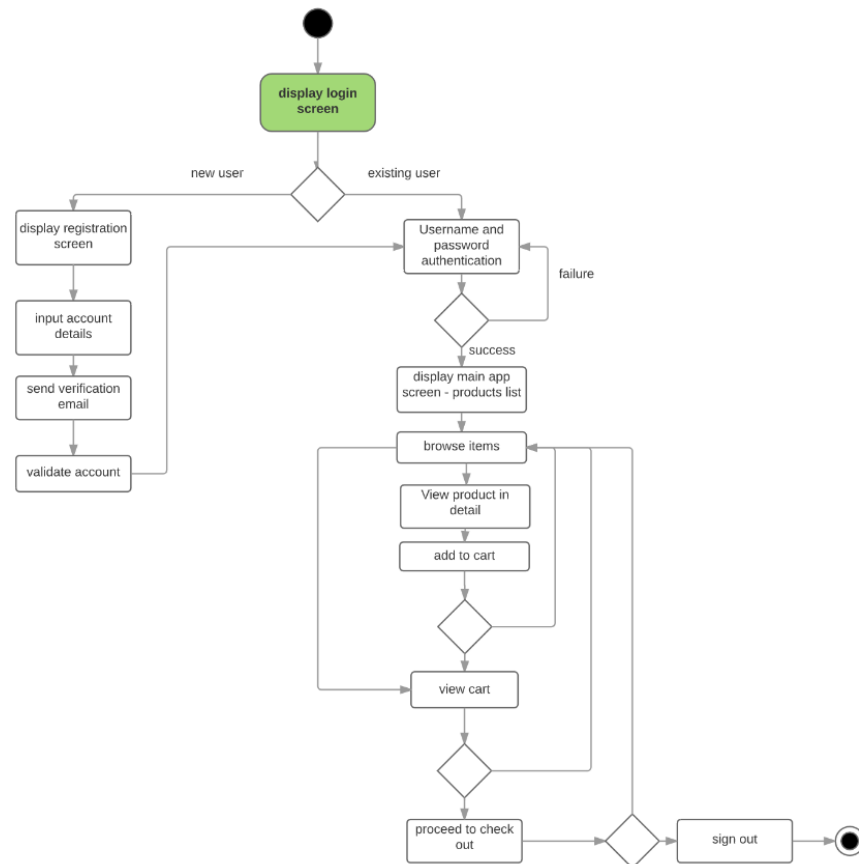 display login
screen
new user
existing user
display registration
screen
Username and
password
authentication
failure
input account
details
success
send verification
email
display main app
screen - products list
browse items
validate account
View product in
detail
add to cart
view cart
proceed to check
out
sign out